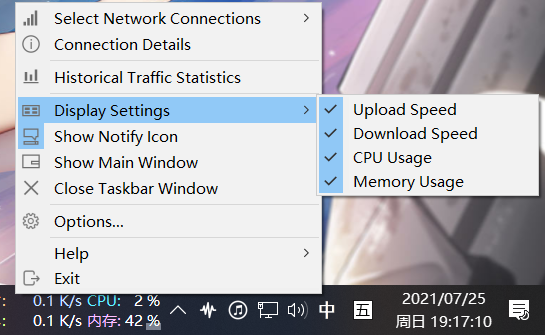 Select Network Connections
Connection Details
Historical Traffic Statistics
Display Settings
Show Notify Icon
Show Main Window
Close Taskbar Window
Options...
Help
Exit
Upload Speed
Download Speed
CPU Usage
Memory Usage
: 0.1 K/s CPU: 2 %
: 0.1 K/s 内存: 42 %
中
五
2021/07/25
周日 19:17:10